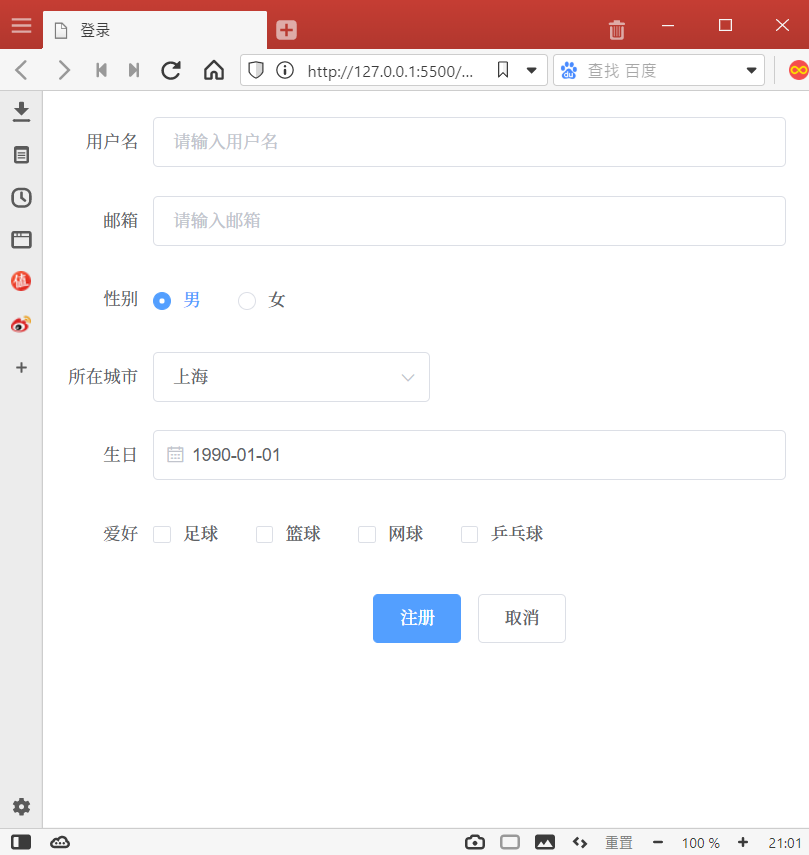 登录
http://127.0.0.1:5500/...
查找 百度
值
用户名 请输入用户名
邮箱 请输入邮箱
性别 男 女
所在城市 上海
生日 1990-01-01
爱好 足球 篮球 网球 乒乓球
注册 取消
重置 100 % 21:01